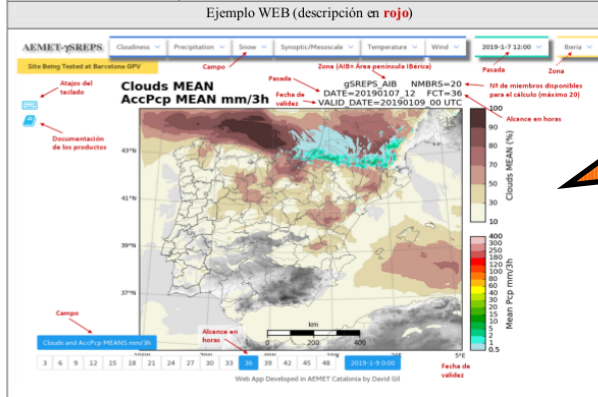 Ejemplo WEB (descripción en rojo)
AEMET-γSREPS
Cloudiness
Precipitation
Snow
Synoptic/Mesoscale
Temperature
Wind
2019-1-7 12:00
Iberia
Site Being Tested at Barcelona GPV
Campo
Zona (AIB= Área península IBérica)
Pasada
Zona
Atajos del
teclado
Documentación
de los productos
Clouds MEAN
AccPcp MEAN mm/3h
Pasada
Fecha de
validez
gSREPS_AIB NMBRS=20
DATE=20190107_12 FCT=36
VALID_DATE=20190109_00 UTC
Nº de miembros disponibles
para el cálculo (máximo 20)
Alcance en horas
43°N
41°N
39°N
37°N
5°E
100
90
80
70
50
30
10
Clouds MEAN (%)
400
300
250
180
120
100
80
60
40
30
20
15
10
5
2
1
0.5
Mean Pcp mm/3h
km
0 200 400
Campo
Clouds and AccPcp MEANS mm/3h
Alcance en
horas
3 6 9 12 15 18 21 24 27 30 33 36 39 42 45 48
2019-1-9 0:00
Fecha de
validez
Web App Developed in AEMET Catalonia by David Gil